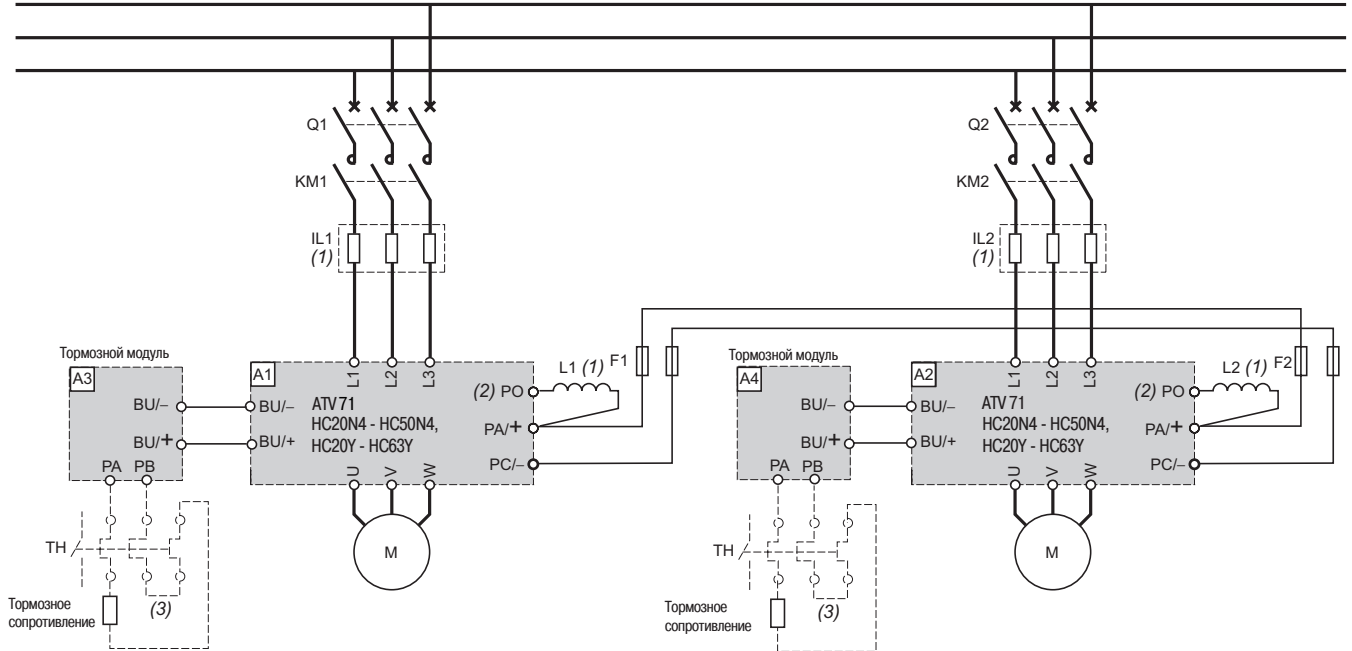 Q1
KM1
IL1
(1)
Q2
KM2
IL2
(1)
Тормозной модуль
A3
BU/–
BU/+
PA PB
TH
Тормозное
сопротивление
(3)
A1
L1
L2
L3
BU/–
BU/+
ATV 71
HC20N4 - HC50N4,
HC20Y - HC63Y
U
V
W
M
(2) PO
PA/+
PC/–
L1 (1)
F1
Тормозной модуль
A4
BU/–
BU/+
PA PB
TH
Тормозное
сопротивление
(3)
A2
L1
L2
L3
BU/–
BU/+
ATV 71
HC20N4 - HC50N4,
HC20Y - HC63Y
U
V
W
M
(2) PO
PA/+
PC/–
L2 (1)
F2